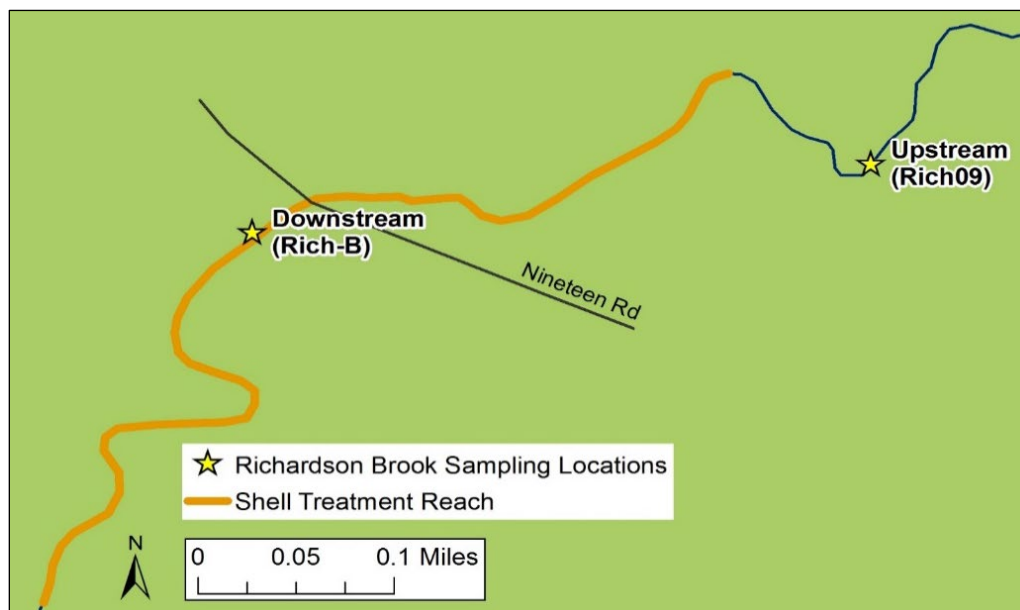 Upstream
(Rich09)
Downstream
(Rich-B)
Nineteen Rd
Richardson Brook Sampling Locations
Shell Treatment Reach
N
0 0.05 0.1 Miles